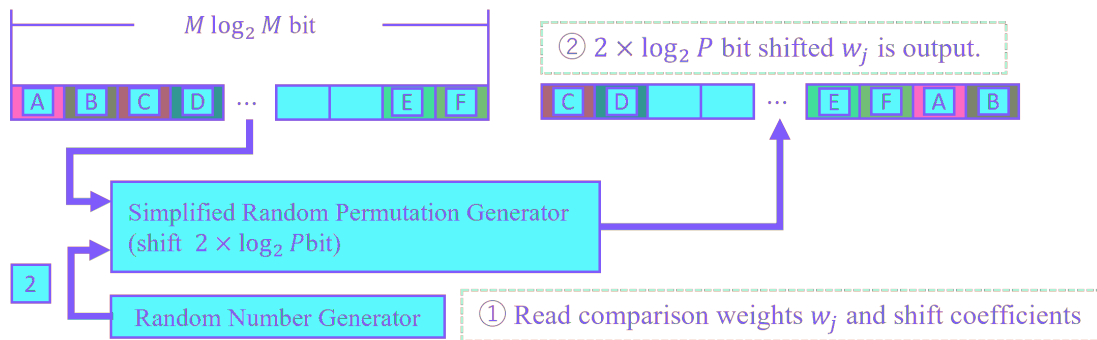 M log₂ M bit
② 2 × log₂ P bit shifted wⱼ is output.
A B C D ... E F
C D ... E F A B
Simplified Random Permutation Generator
(shift 2 × log₂ Pbit)
2
Random Number Generator
① Read comparison weights wⱼ and shift coefficients